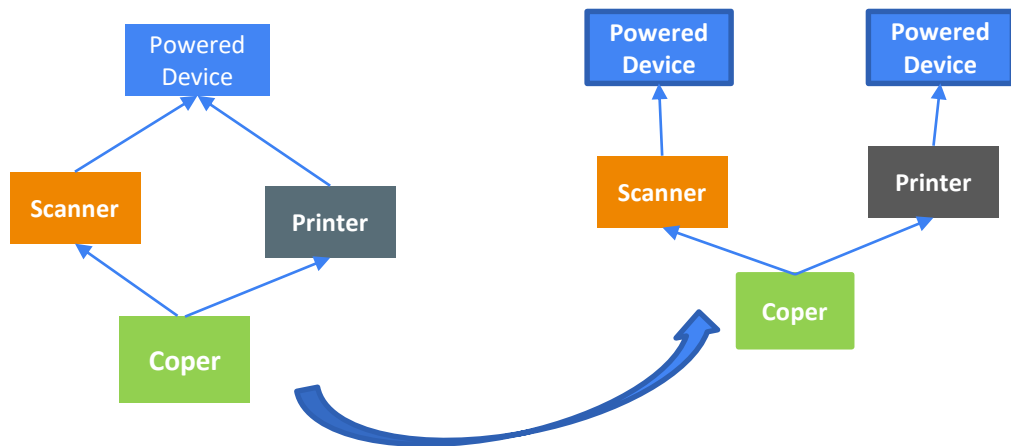 Powered
Device
Scanner
Printer
Coper
Powered
Device
Powered
Device
Scanner
Printer
Coper